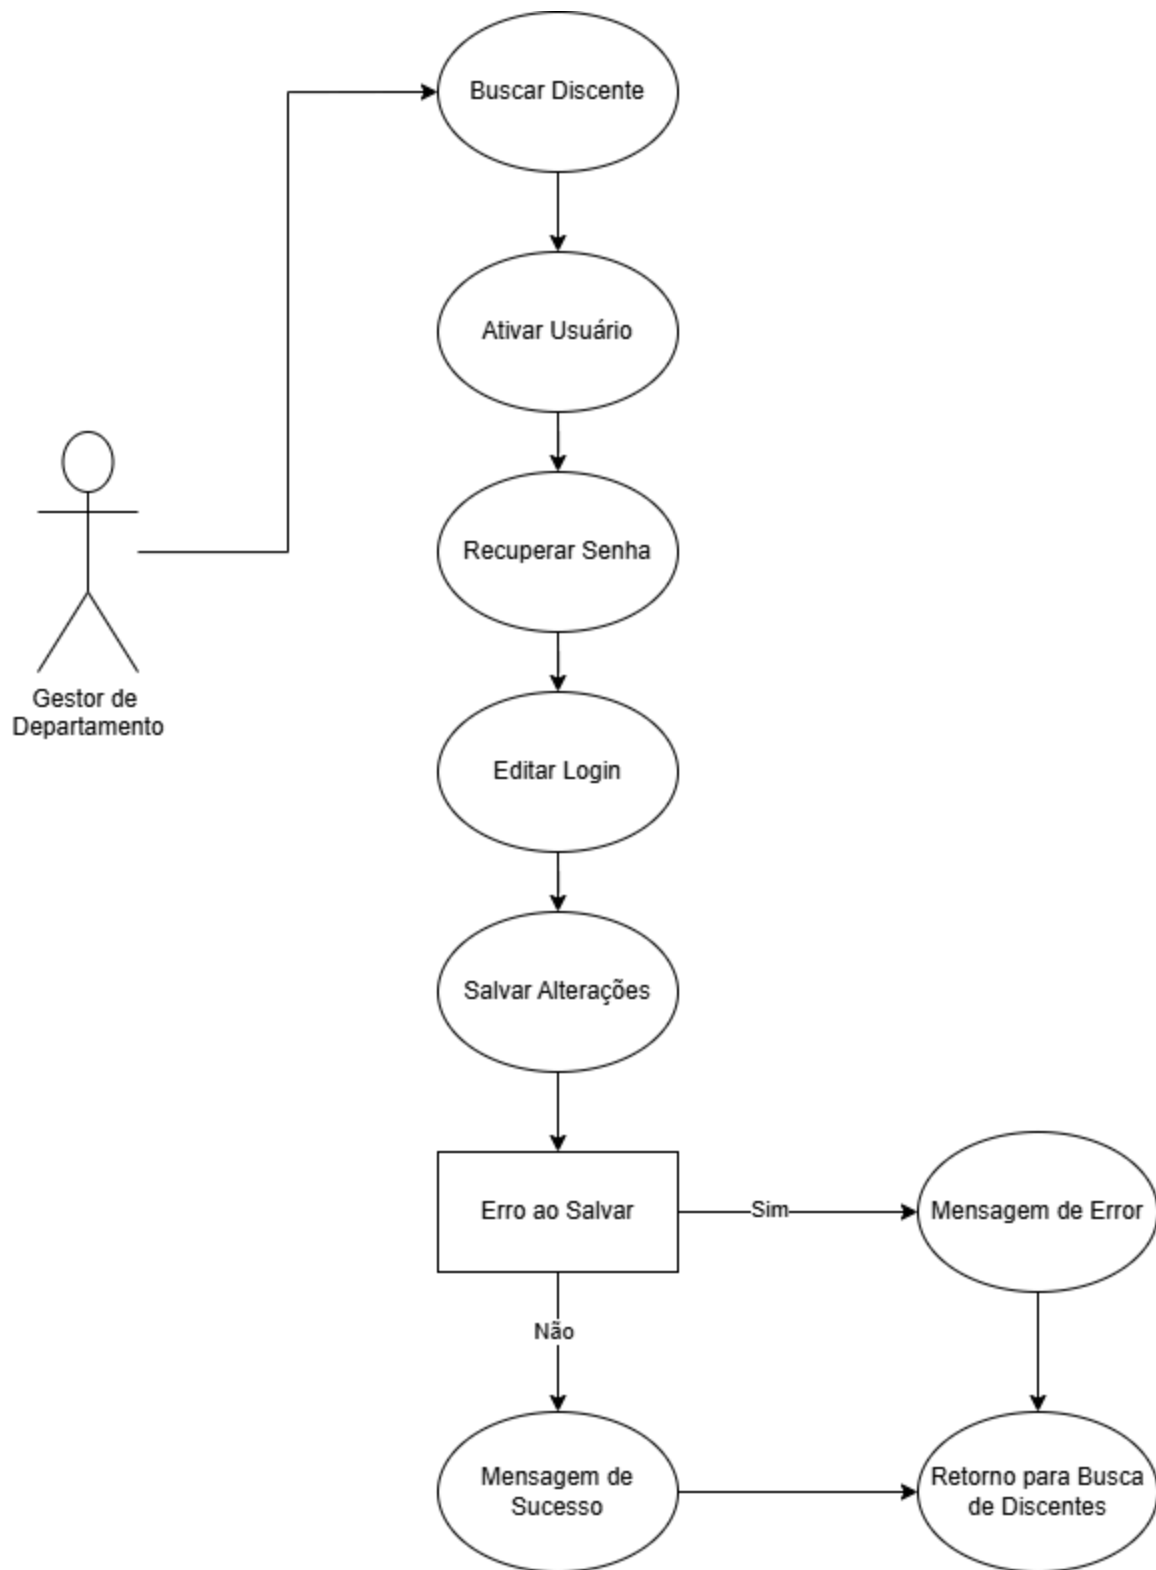 Buscar Discente
Ativar Usuário
Recuperar Senha
Gestor de
Departamento
Editar Login
Salvar Alterações
Erro ao Salvar
Sim
Mensagem de Error
Não
Mensagem de
Sucesso
Retorno para Busca
de Discentes